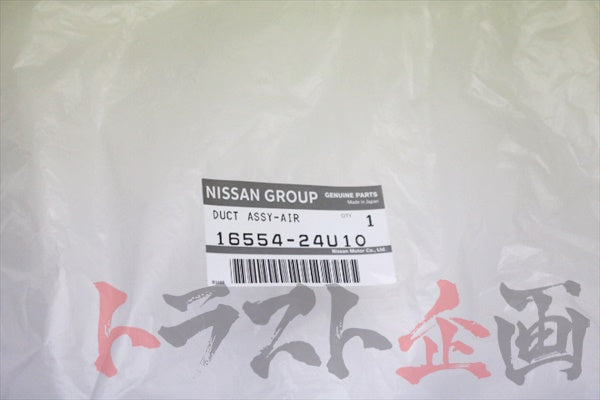 NISSAN GROUP GENUINE PARTS
Made in Japan
DUCT ASSY-AIR QTY 1
16554-24U10
Nissan Motor Co., Ltd.
トラスト企画